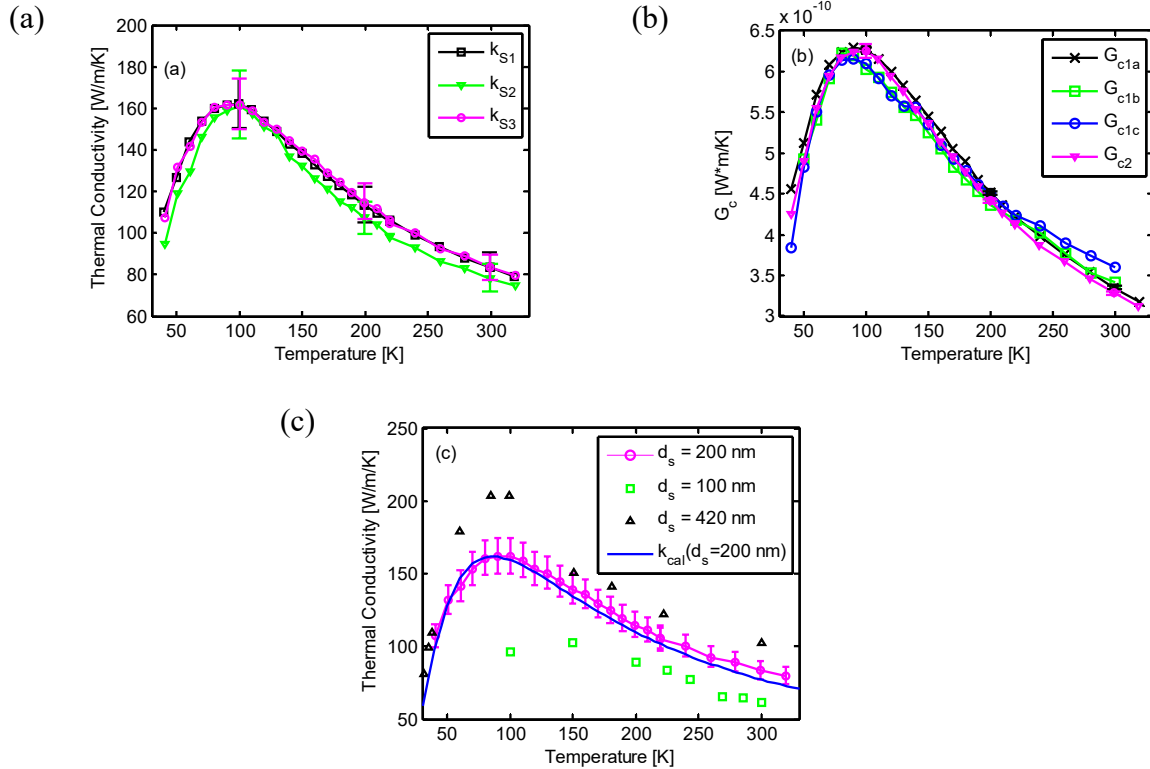 (a)
200
180
160
140
120
100
80
60
50
100
150
200
250
300
Thermal Conductivity [W/m/K]
Temperature [K]
(a)
k_S1
k_S2
k_S3
(b)
x 10^-10
6.5
6
5.5
5
4.5
4
3.5
3
50
100
150
200
250
300
G_c [W*m/K]
Temperature [K]
(b)
G_c1a
G_c1b
G_c1c
G_c2
(c)
250
200
150
100
50
50
100
150
200
250
300
Thermal Conductivity [W/m/K]
Temperature [K]
(c)
d_s = 200 nm
d_s = 100 nm
d_s = 420 nm
k_cal(d_s=200 nm)